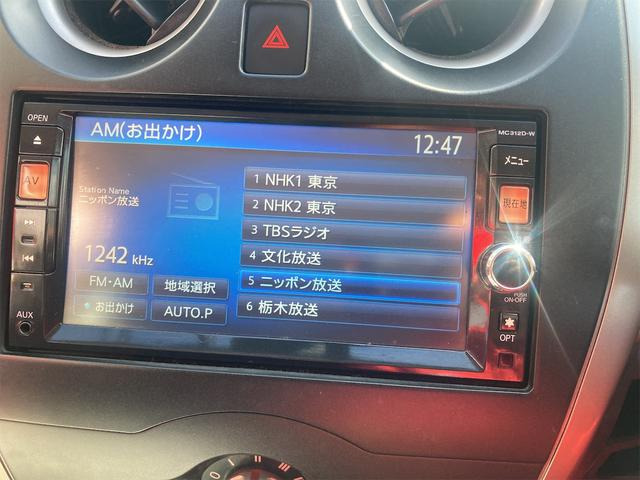 OPEN
MC312D-W
AV
AUX
AM(お出かけ)
12:47
Station Name
ニッポン放送
1242 kHz
FM・AM
地域選択
お出かけ
AUTO.P
1 NHK1 東京
2 NHK2 東京
3 TBSラジオ
4 文化放送
5 ニッポン放送
6 栃木放送
メニュー
現在地
PUSH
ON-OFF
OPT
0